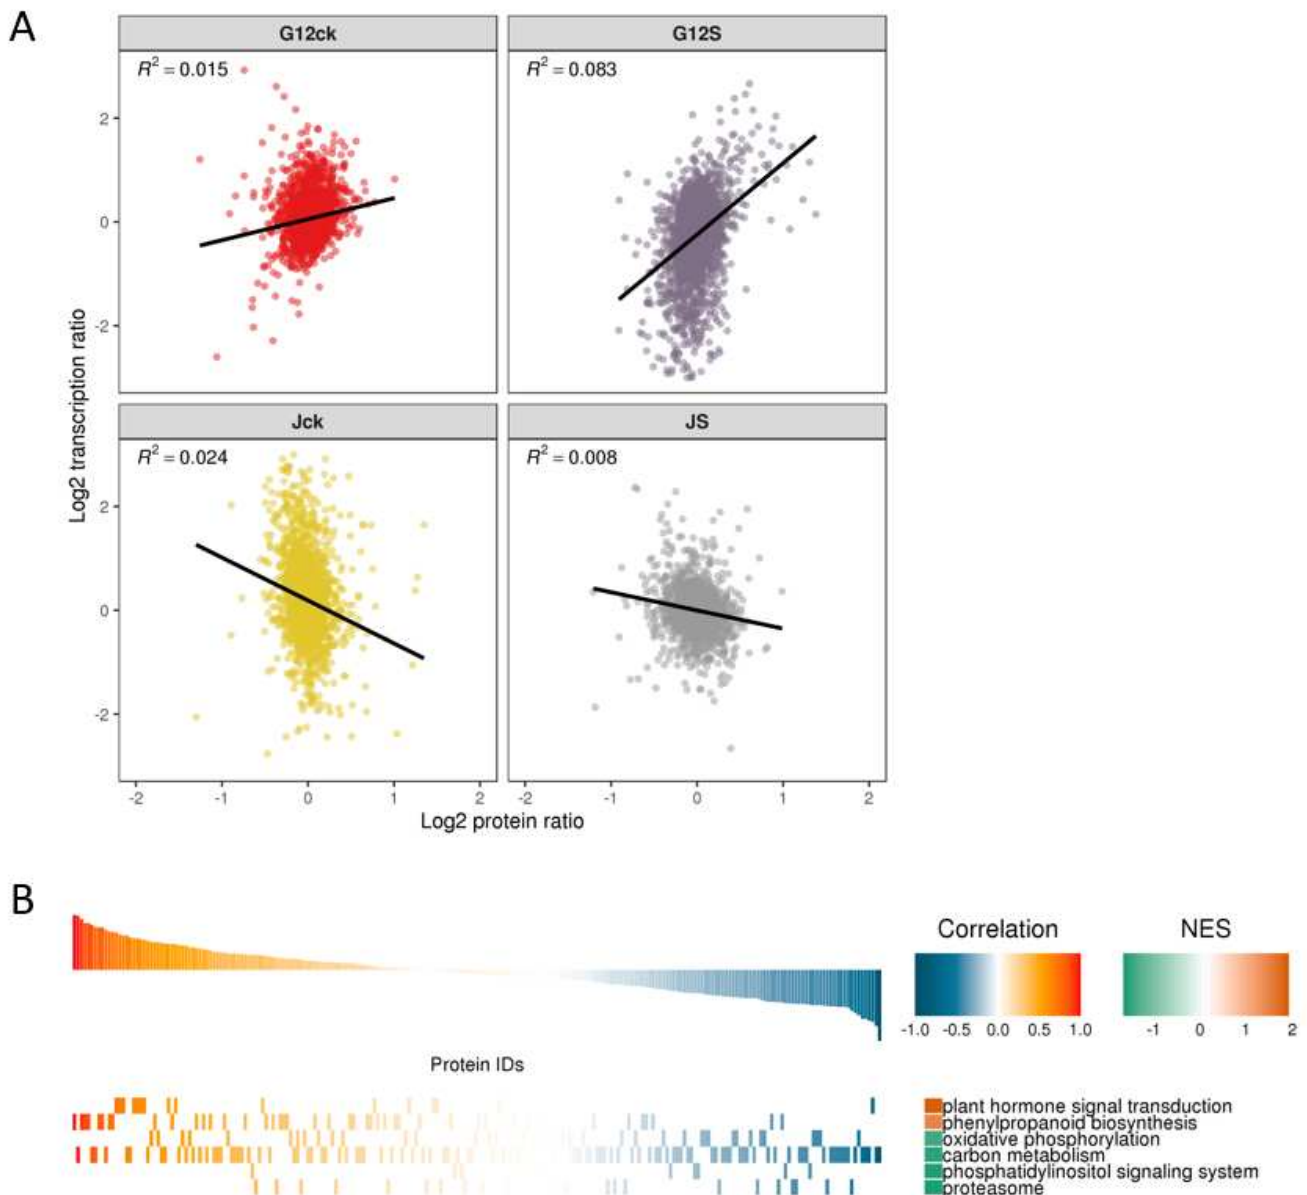 A
G12ck
G12S
R² = 0.015
R² = 0.083
2
0
-2
Jck
JS
R² = 0.024
R² = 0.008
2
0
-2
Log2 transcription ratio
-2 -1 0 1 2
-2 -1 0 1 2
Log2 protein ratio
B
Correlation
NES
-1.0 -0.5 0.0 0.5 1.0
-1 0 1 2
Protein IDs
plant hormone signal transduction
phenylpropanoid biosynthesis
oxidative phosphorylation
carbon metabolism
phosphatidylinositol signaling system
proteasome